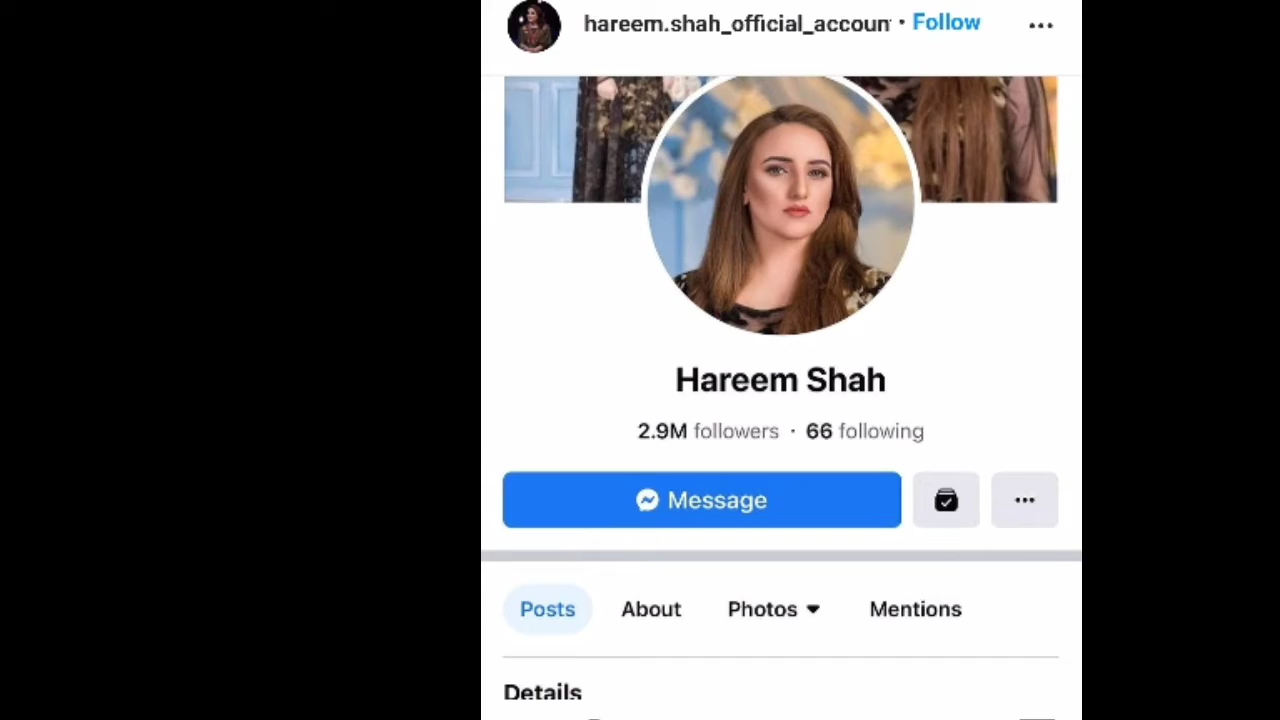 hareem.shah_official_accoun • Follow
Hareem Shah
2.9M followers · 66 following
Message
Posts About Photos Mentions
Details